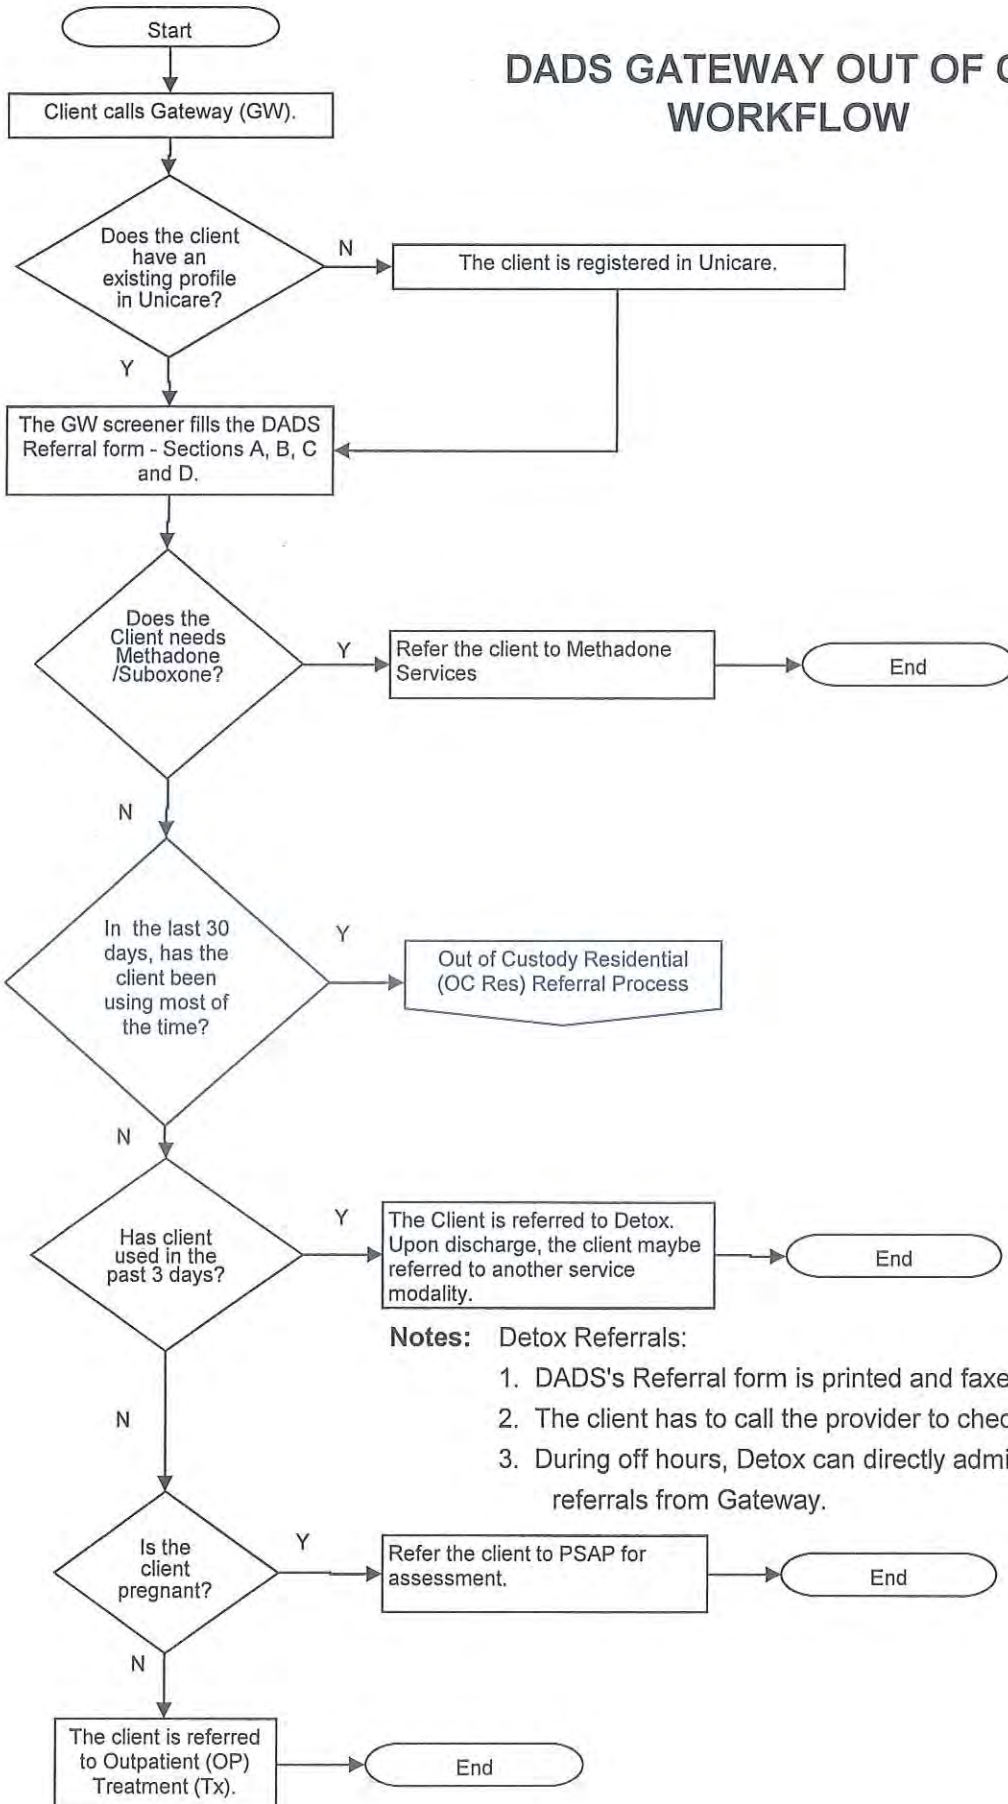 Start
DADS GATEWAY OUT OF
WORKFLOW
Client calls Gateway (GW).
Does the client
have an
existing profile
in Unicare?
N
The client is registered in Unicare.
Y
The GW screener fills the DADS
Referral form - Sections A, B, C
and D.
Does the
Client needs
Methadone
/Suboxone?
Y
Refer the client to Methadone
Services
End
N
In the last 30
days, has the
client been
using most of
the time?
Y
Out of Custody Residential
(OC Res) Referral Process
N
Has client
used in the
past 3 days?
Y
The Client is referred to Detox.
Upon discharge, the client maybe
referred to another service
modality.
End
Notes: Detox Referrals:
1. DADS's Referral form is printed and faxe
2. The client has to call the provider to chec
3. During off hours, Detox can directly admi
referrals from Gateway.
N
Is the
client
pregnant?
Y
Refer the client to PSAP for
assessment.
End
N
The client is referred
to Outpatient (OP)
Treatment (Tx).
End